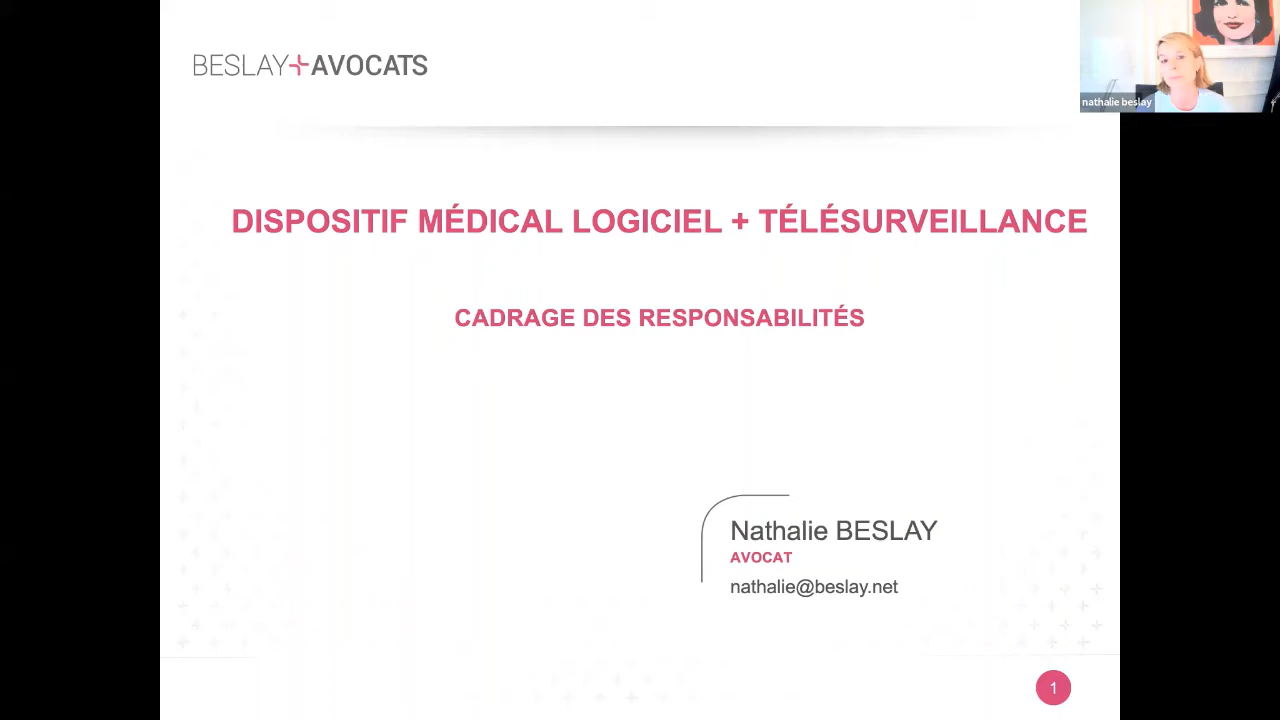 BESLAY+AVOCATS
nathalie beslay
DISPOSITIF MÉDICAL LOGICIEL + TÉLÉSURVEILLANCE
CADRAGE DES RESPONSABILITÉS
Nathalie BESLAY
AVOCAT
nathalie@beslay.net
1